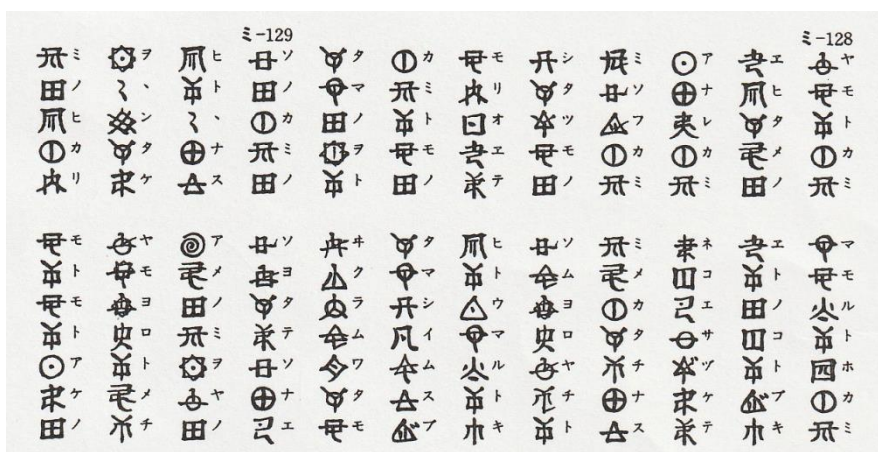 ミ-128
ヤモトカミ マモルトホカミ
エヒタメノ エトノコトブキ
アナレカミ ネコエサヅケテ
ミソフカミ ミメカタチナス
シタツモノ ソムヨロヤチト
モリオエテ ヒトウマルトキ
カミトモノ タマシイムスブ
タマノヲト ヰクラムワタモ
ミ-129
ソノカミノ ソヨタテソナエ
ヒト、ナス アメノミヲヤノ
ヲ、ンタケ ヤモヨロトメチ
ミノヒカリ モトモトアケノ